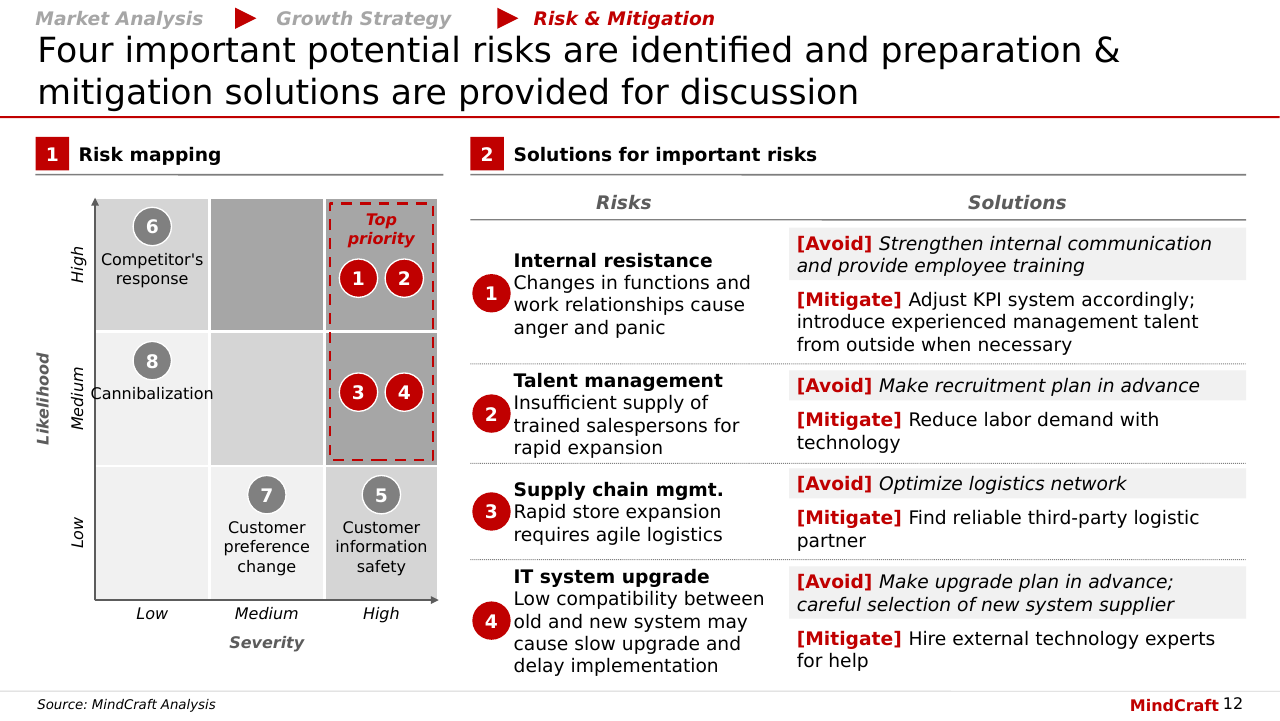 Market Analysis
Growth Strategy
Risk & Mitigation
Four important potential risks are identified and preparation &
mitigation solutions are provided for discussion
1
Risk mapping
Likelihood
High
Medium
Low
6
Competitor's
response
Top
priority
1
2
8
Cannibalization
3
4
7
Customer
preference
change
5
Customer
information
safety
Low
Medium
High
Severity
2
Solutions for important risks
Risks
Solutions
1
Internal resistance
Changes in functions and
work relationships cause
anger and panic
[Avoid] Strengthen internal communication
and provide employee training
[Mitigate] Adjust KPI system accordingly;
introduce experienced management talent
from outside when necessary
2
Talent management
Insufficient supply of
trained salespersons for
rapid expansion
[Avoid] Make recruitment plan in advance
[Mitigate] Reduce labor demand with
technology
3
Supply chain mgmt.
Rapid store expansion
requires agile logistics
[Avoid] Optimize logistics network
[Mitigate] Find reliable third-party logistic
partner
4
IT system upgrade
Low compatibility between
old and new system may
cause slow upgrade and
delay implementation
[Avoid] Make upgrade plan in advance;
careful selection of new system supplier
[Mitigate] Hire external technology experts
for help
Source: MindCraft Analysis
MindCraft 12